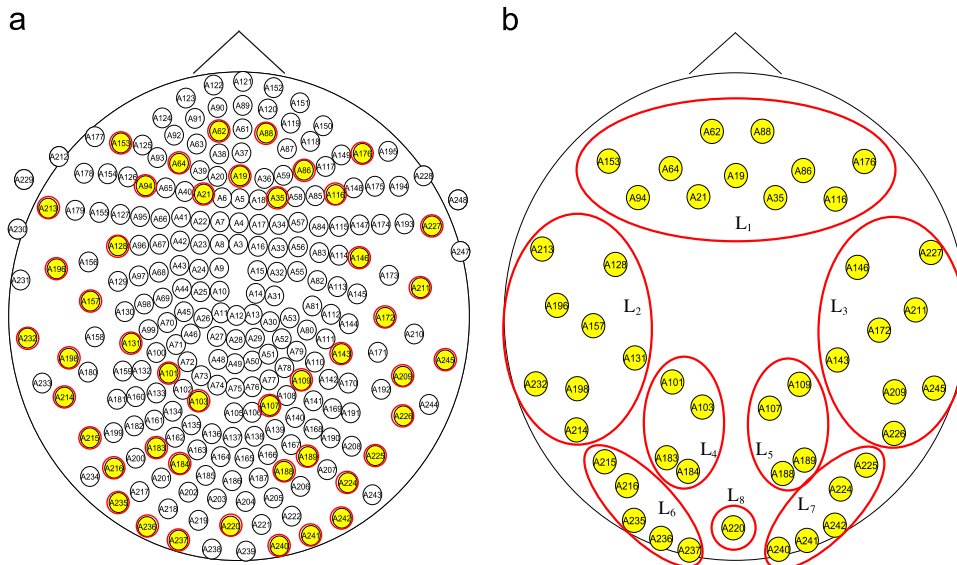 a
A122 A121 A152
A123 A90 A89 A120 A151
A124 A91 A62 A61 A88 A119 A150
A177 A153 A125 A92 A63 A38 A37 A87 A118 A149 A176 A195
A212 A93 A64 A39 A19 A36 A59 A86 A117 A228
A229 A178 A154 A126 A94 A65 A40 A21 A6 A5 A18 A35 A58 A85 A116 A148 A175 A194 A248
A213 A179 A155 A127 A95 A66 A41 A22 A7 A4 A17 A34 A57 A84 A115 A147 A174 A193 A227
A230 A128 A96 A67 A42 A23 A8 A3 A16 A33 A56 A83 A114 A146 A247
A231 A196 A156 A129 A97 A68 A43 A24 A9 A15 A32 A55 A82 A113 A145 A173 A211
A157 A130 A98 A69 A44 A25 A10 A14 A31 A81 A112 A144 A172
A232 A158 A131 A99 A70 A45 A26 A11 A12 A13 A30 A53 A80 A111 A143 A171 A210
A198 A180 A100 A71 A46 A27 A28 A29 A52 A79 A110 A245
A233 A159 A132 A101 A72 A48 A49 A50 A51 A78 A109 A142 A170 A209
A214 A181 A160 A133 A102 A73 A74 A75 A76 A77 A108 A141 A169 A191 A192 A244
A182 A161 A134 A103 A105 A106 A107 A140 A168 A226
A215 A199 A183 A162 A135 A136 A137 A138 A139 A167 A190 A208
A234 A216 A200 A184 A163 A164 A165 A166 A188 A189 A207 A225
A235 A217 A201 A185 A186 A187 A206 A224 A243
A236 A218 A202 A203 A204 A205 A242
A237 A219 A220 A221 A222 A241
A238 A239 A240
b
A62 A88
A153 A64 A19 A86 A176
A94 A21 A35 A116
L1
A213 A128 A146 A227
A196 A157 L2 L3 A172 A211
A131 A143
A232 A198 A101 A109 A209 A245
A214 A103 A107 A226
A215 A183 A184 L4 L5 A188 A189 A225
A216 A224
A235 L6 L8 L7 A242
A236 A220 A241
A237 A240